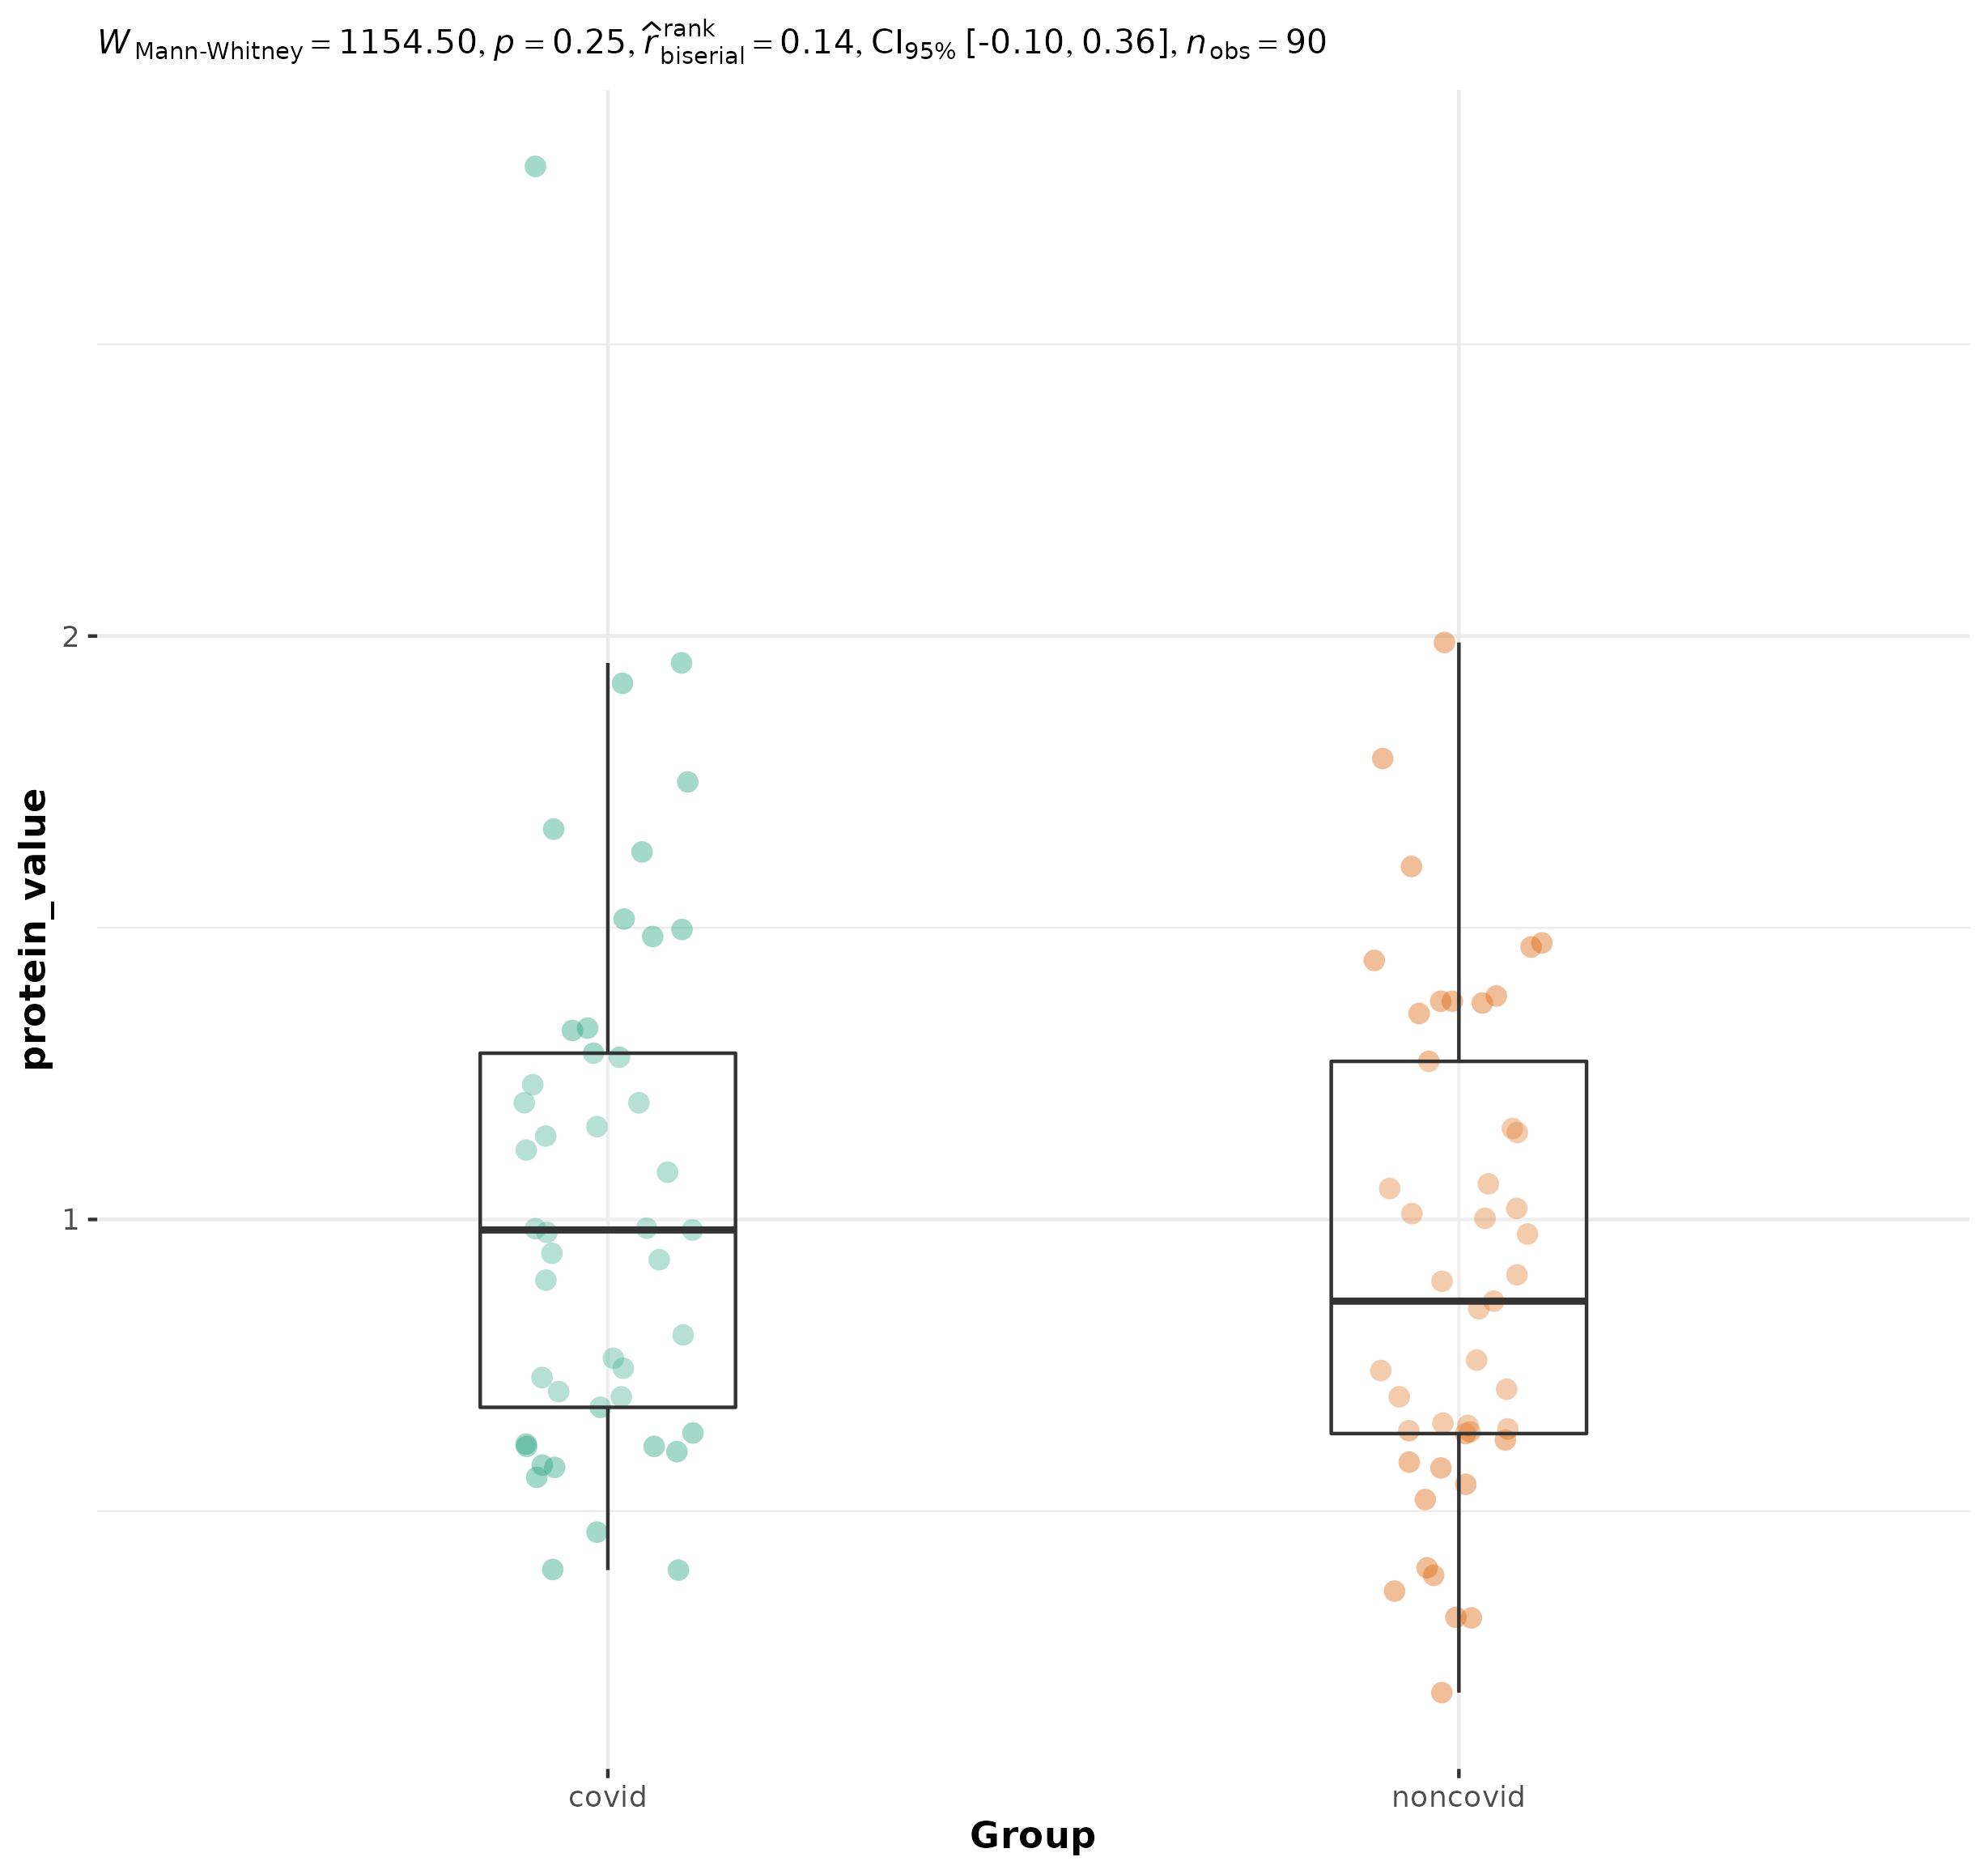 W Mann-Whitney = 1154.50, p = 0.25, r̂ rank biserial = 0.14, CI95% [-0.10, 0.36], nobs = 90
2
1
protein_value
covid noncovid
Group